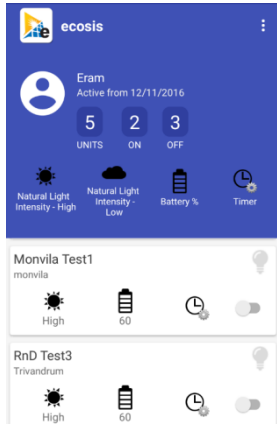 e
ecosis
Eram
Active from 12/11/2016
5 2 3
UNITS ON OFF
Natural Light
Intensity - High
Natural Light
Intensity -
Low
Battery %
Timer
Monvila Test1
monvila
High 60
RnD Test3
Trivandrum
High 60